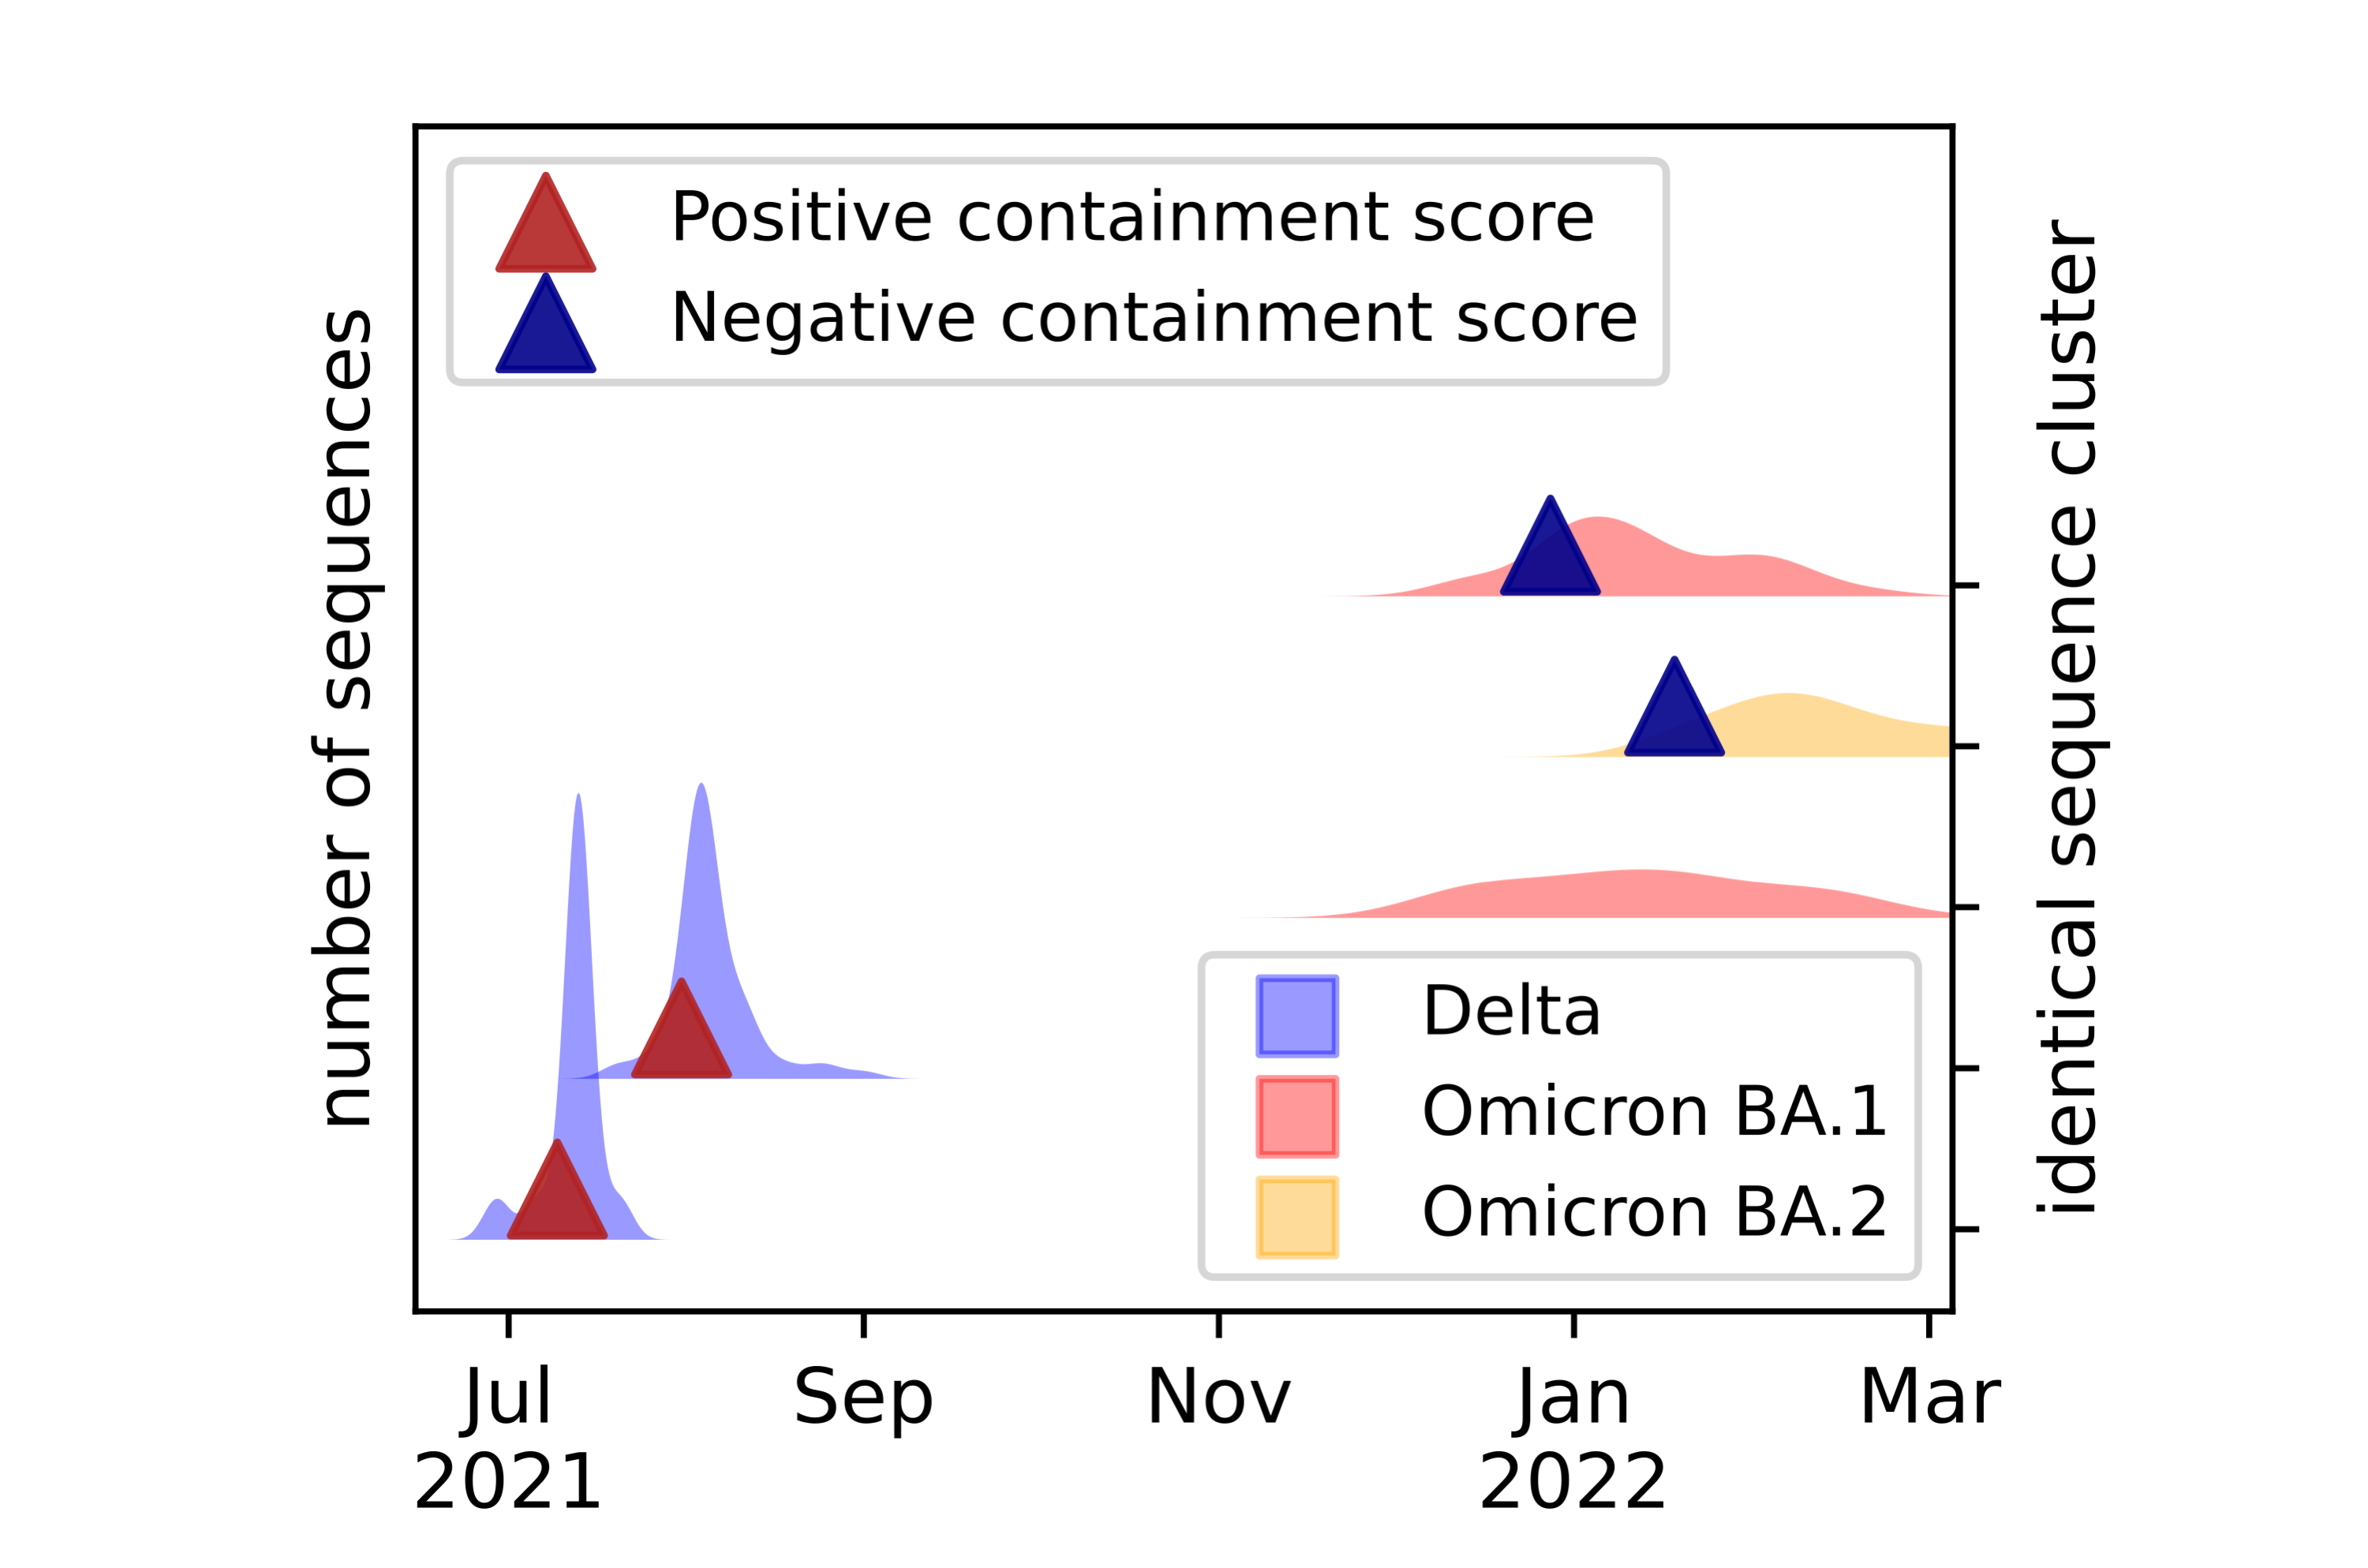 Positive containment score
Negative containment score
number of sequences
identical sequence cluster
Delta
Omicron BA.1
Omicron BA.2
Jul
2021
Sep
Nov
Jan
2022
Mar